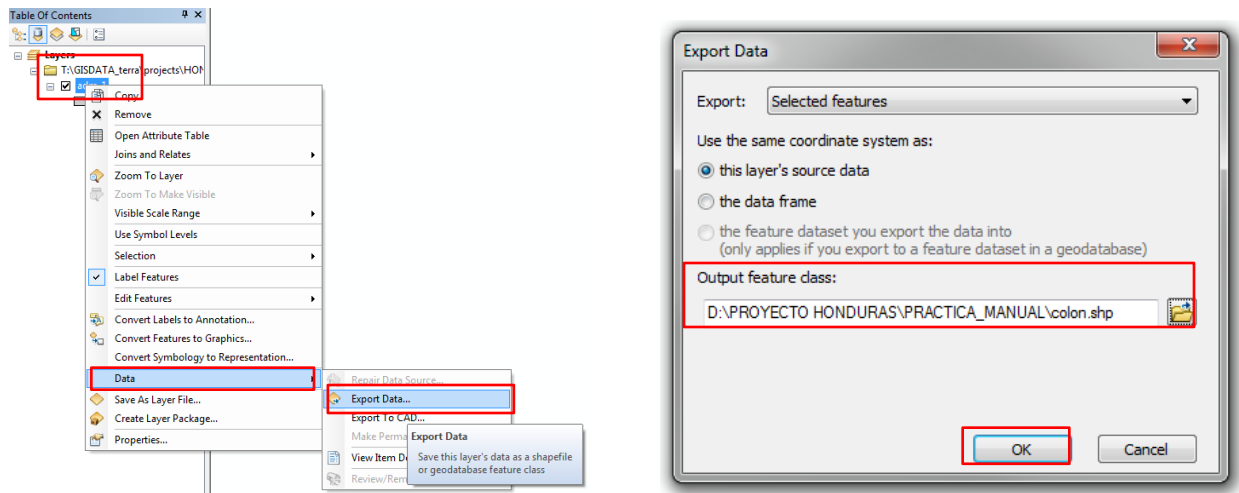 Table Of Contents
Layers
T:\GISDATA_terra\projects\HON
Copy
Remove
Open Attribute Table
Joins and Relates
Zoom To Layer
Zoom To Make Visible
Visible Scale Range
Use Symbol Levels
Selection
Label Features
Edit Features
Convert Labels to Annotation...
Convert Features to Graphics...
Convert Symbology to Representation...
Data
Save As Layer File...
Create Layer Package...
Properties...
Repair Data Source...
Export Data...
Export To CAD...
Make Perma
View Item D
Review/Rem
Export Data
Save this layer's data as a shapefile
or geodatabase feature class
Export Data
Export: Selected features
Use the same coordinate system as:
this layer's source data
the data frame
the feature dataset you export the data into
(only applies if you export to a feature dataset in a geodatabase)
Output feature class:
D:\PROYECTO HONDURAS\PRACTICA_MANUAL\colon.shp
OK
Cancel